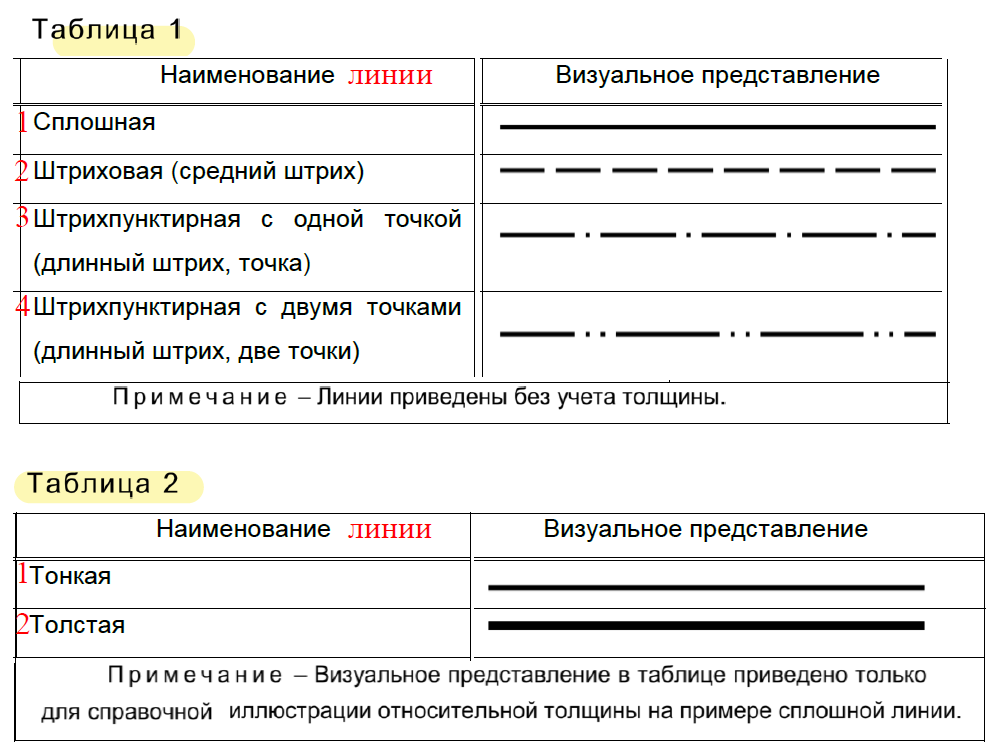 Таблица 1
Наименование линии Визуальное представление
1 Сплошная
2 Штриховая (средний штрих)
3 Штрихпунктирная с одной точкой
(длинный штрих, точка)
4 Штрихпунктирная с двумя точками
(длинный штрих, две точки)
Примечание – Линии приведены без учета толщины.
Таблица 2
Наименование линии Визуальное представление
1 Тонкая
2 Толстая
Примечание – Визуальное представление в таблице приведено только
для справочной иллюстрации относительной толщины на примере сплошной линии.